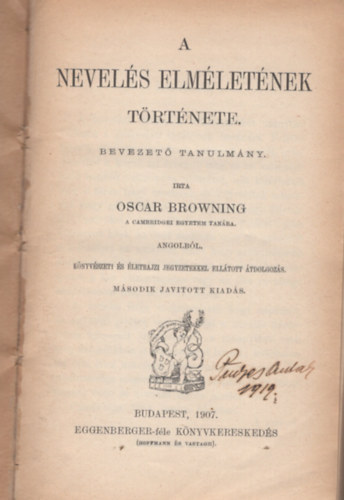 A
NEVELÉS ELMÉLETÉNEK
TÖRTÉNETE.
BEVEZETŐ TANULMÁNY.
IRTA
OSCAR BROWNING
A CAMBRIDGEI EGYETEM TANÁRA.
ANGOLBÓL,
KÖNYVÉSZETI ÉS ÉLETRAJZI JEGYZETEKKEL ELLÁTOTT ÁTDOLGOZÁS.
MÁSODIK JAVITOTT KIADÁS.
1919.
BUDAPEST, 1907.
EGGENBERGER-féle KÖNYVKERESKEDÉS
(HOFFMANN ÉS VASTAGH).